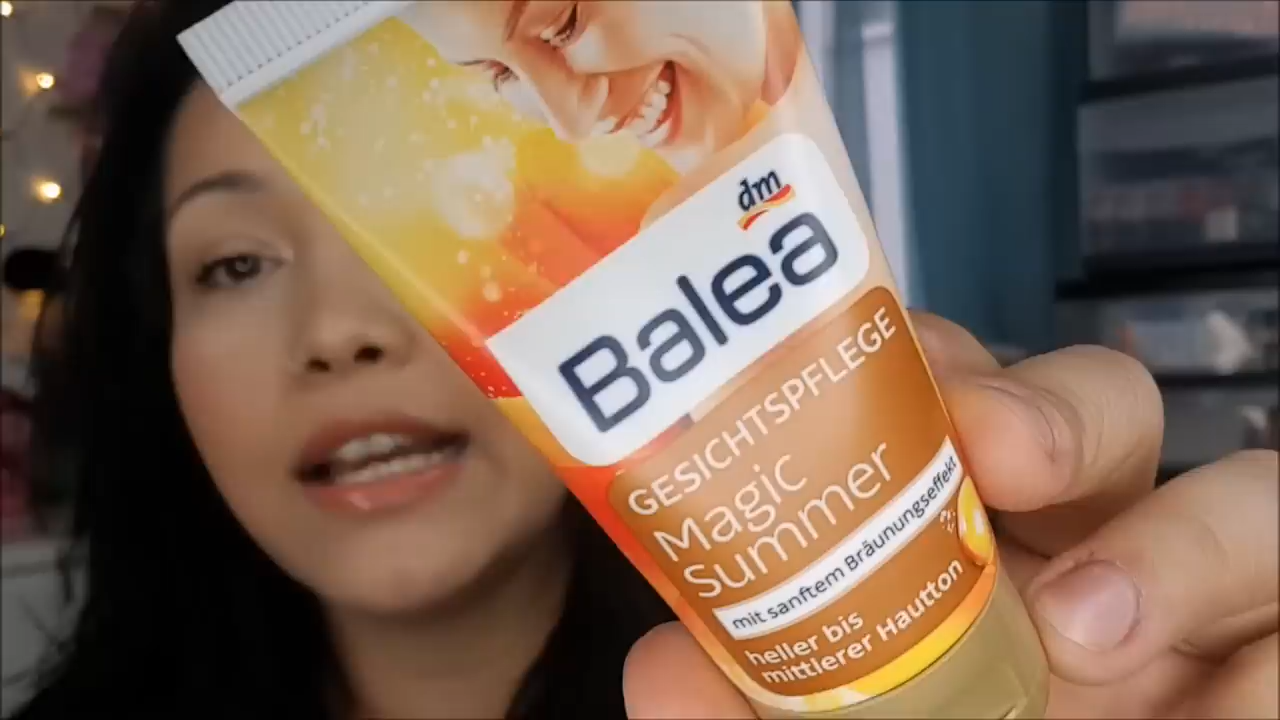 dm
Balea
GESICHTSPFLEGE
Magic
Summer
mit sanftem Bräunungseffekt
heller bis
mittlerer Hautton